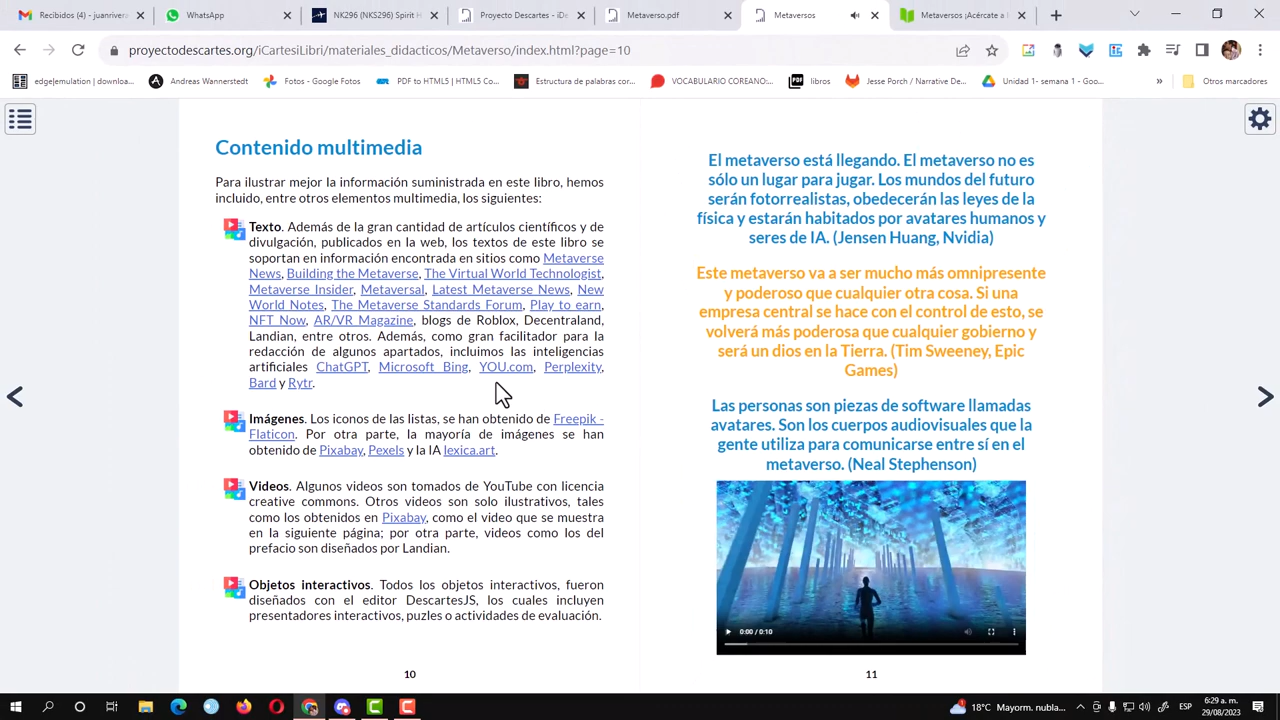 Recibidos (4) - juanrivera
WhatsApp
NK296 (NKS296) Spirit H
Proyecto Descartes - iDe
Metaverso.pdf
Metaversos
Metaverso ¡Acércate a l
proyectodescartes.org/iCartesiLibri/materiales_didacticos/Metaverso/index.html?page=10
edgelejmulation | downloa...
Andreas Wannerstedt
Fotos - Google Fotos
PDF to HTML5 | HTML5 Co...
Estructura de palabras cor...
VOCABULARIO COREANO:...
libros
Jesse Porch / Narrative De...
Unidad 1- semana 1 - Goo...
»
Otros marcadores
Contenido multimedia
Para ilustrar mejor la información suministrada en este libro, hemos
incluido, entre otros elementos multimedia, los siguientes:
Texto. Además de la gran cantidad de artículos científicos y de
divulgación, publicados en la web, los textos de este libro se
soportan en información encontrada en sitios como Metaverse
News, Building the Metaverse, The Virtual World Technologist,
Metaverse Insider, Metaversal, Latest Metaverse News, New
World Notes, The Metaverse Standards Forum, Play to earn,
NFT Now, AR/VR Magazine, blogs de Roblox, Decentraland,
Landian, entre otros. Además, como gran facilitador para la
redacción de algunos apartados, incluimos las inteligencias
artificiales ChatGPT, Microsoft Bing, YOU.com, Perplexity,
Bard y Rytr.
Imágenes. Los iconos de las listas, se han obtenido de Freepik -
Flaticon. Por otra parte, la mayoría de imágenes se han
obtenido de Pixabay, Pexels y la IA lexica.art.
Videos. Algunos videos son tomados de YouTube con licencia
creative commons. Otros videos son solo ilustrativos, tales
como los obtenidos en Pixabay, como el video que se muestra
en la siguiente página; por otra parte, videos como los del
prefacio son diseñados por Landian.
Objetos interactivos. Todos los objetos interactivos, fueron
diseñados con el editor DescartesJS, los cuales incluyen
presentadores interactivos, puzles o actividades de evaluación.
10
El metaverso está llegando. El metaverso no es
sólo un lugar para jugar. Los mundos del futuro
serán fotorrealistas, obedecerán las leyes de la
física y estarán habitados por avatares humanos y
seres de IA. (Jensen Huang, Nvidia)
Este metaverso va a ser mucho más omnipresente
y poderoso que cualquier otra cosa. Si una
empresa central se hace con el control de esto, se
volverá más poderosa que cualquier gobierno y
será un dios en la Tierra. (Tim Sweeney, Epic
Games)
Las personas son piezas de software llamadas
avatares. Son los cuerpos audiovisuales que la
gente utiliza para comunicarse entre sí en el
metaverso. (Neal Stephenson)
0:00 / 0:10
11
18°C Mayorm. nubla...
ESP
6:29 a. m.
29/08/2023